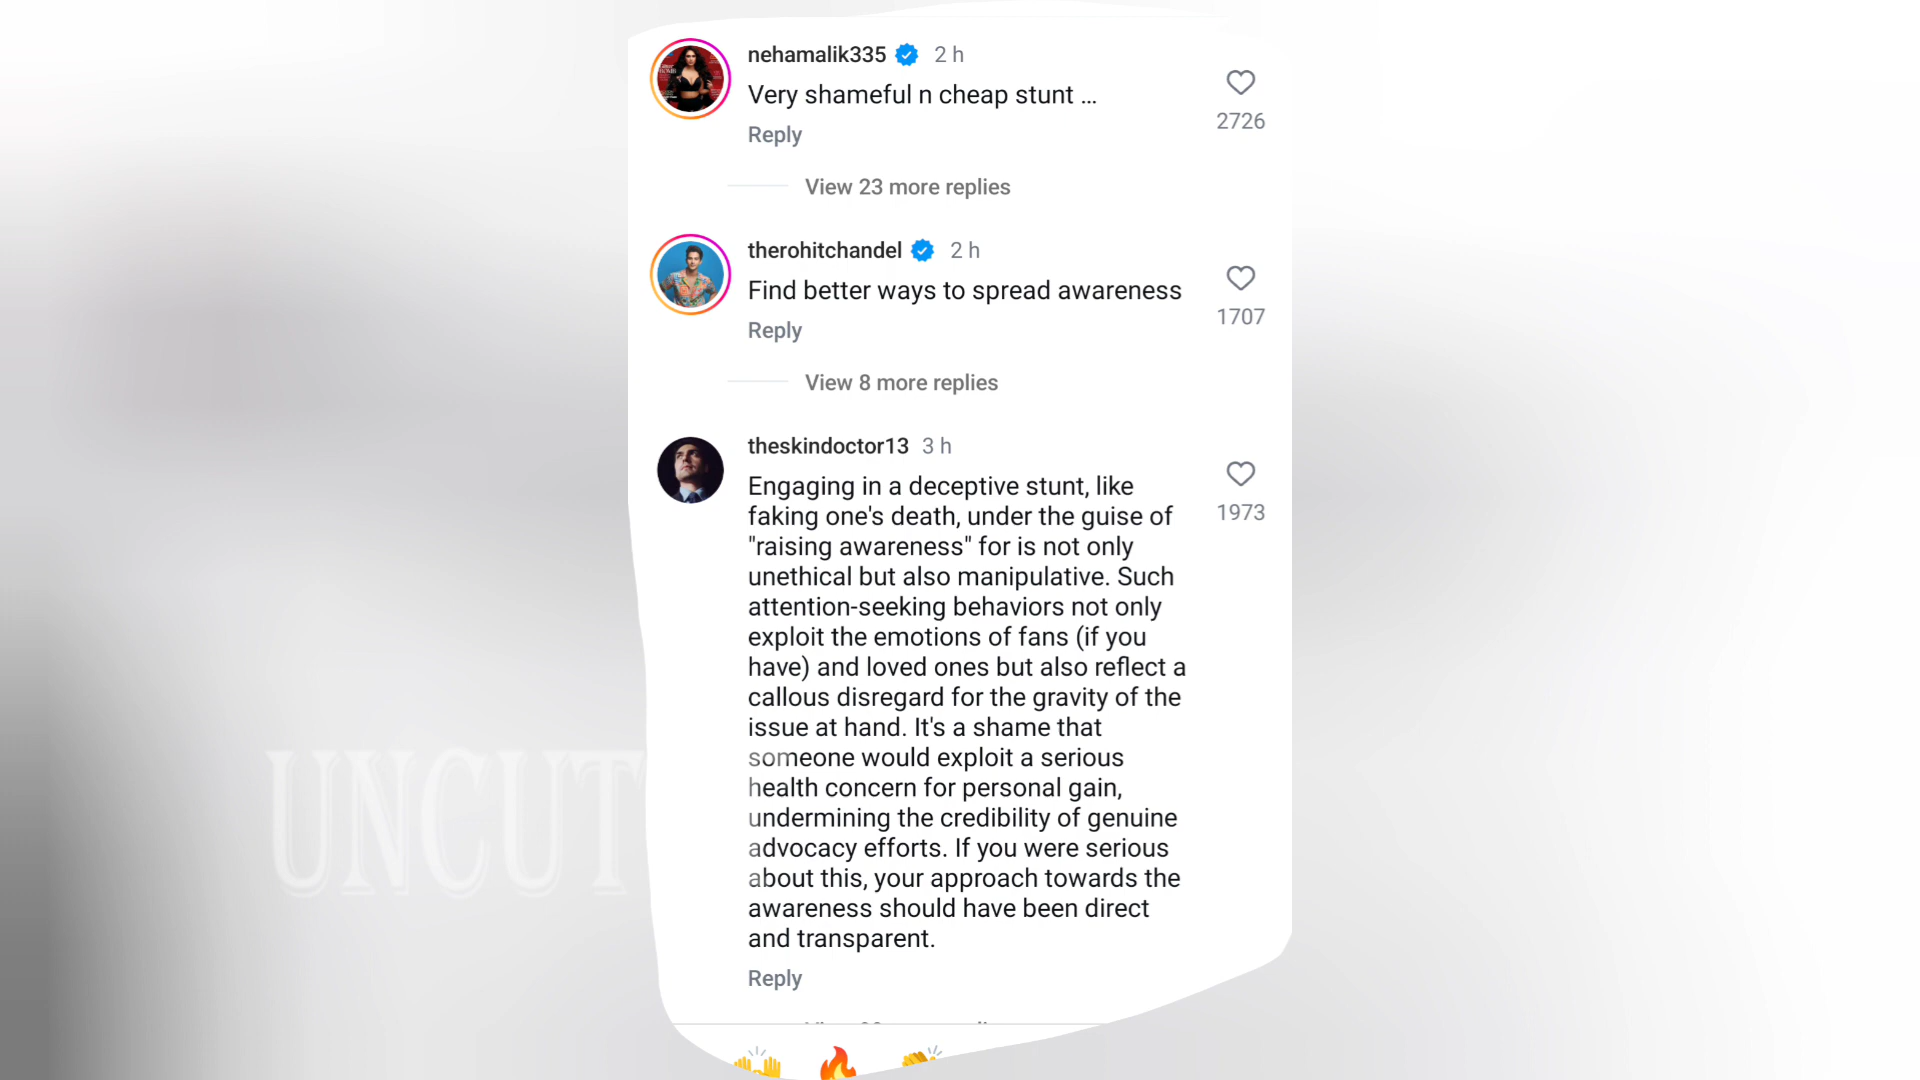 nehamalik335 2 h
Very shameful n cheap stunt ...
2726
Reply
View 23 more replies
therohitchandel 2 h
Find better ways to spread awareness
1707
Reply
View 8 more replies
theskindoctor13 3 h
Engaging in a deceptive stunt, like
1973
faking one's death, under the guise of
"raising awareness" for is not only
unethical but also manipulative. Such
attention-seeking behaviors not only
exploit the emotions of fans (if you
have) and loved ones but also reflect a
callous disregard for the gravity of the
issue at hand. It's a shame that
someone would exploit a serious
health concern for personal gain,
undermining the credibility of genuine
advocacy efforts. If you were serious
about this, your approach towards the
awareness should have been direct
and transparent.
Reply
UNCUT